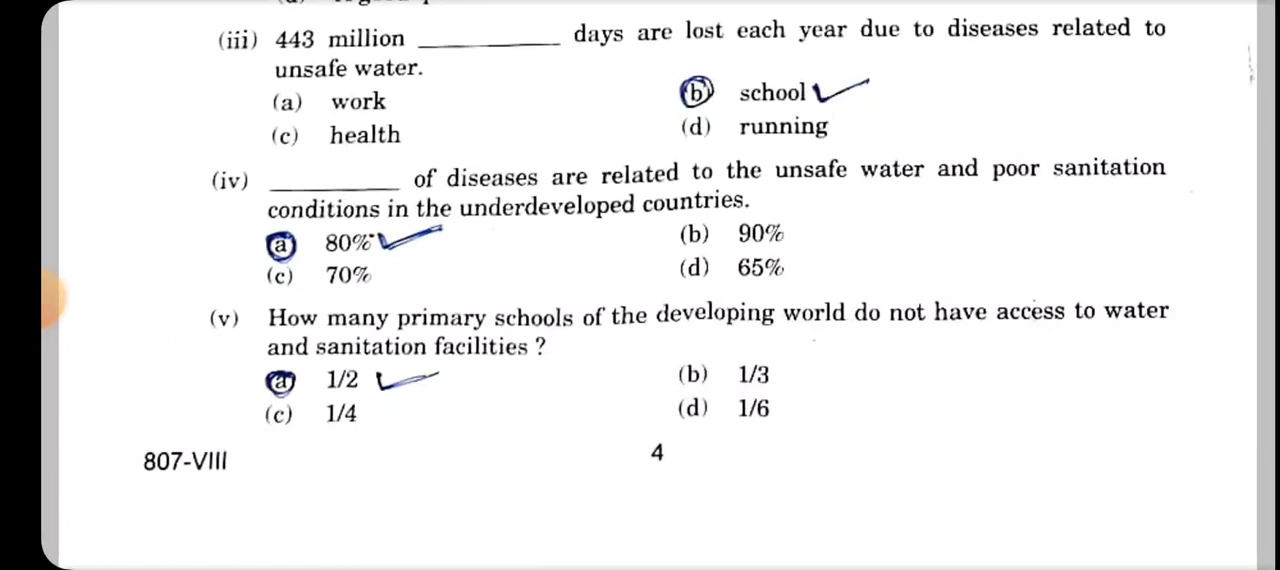 (iii) 443 million __________ days are lost each year due to diseases related to
unsafe water.
(a) work (b) school
(c) health (d) running
(iv) __________ of diseases are related to the unsafe water and poor sanitation
conditions in the underdeveloped countries.
(a) 80% (b) 90%
(c) 70% (d) 65%
(v) How many primary schools of the developing world do not have access to water
and sanitation facilities ?
(a) 1/2 (b) 1/3
(c) 1/4 (d) 1/6
807-VIII 4